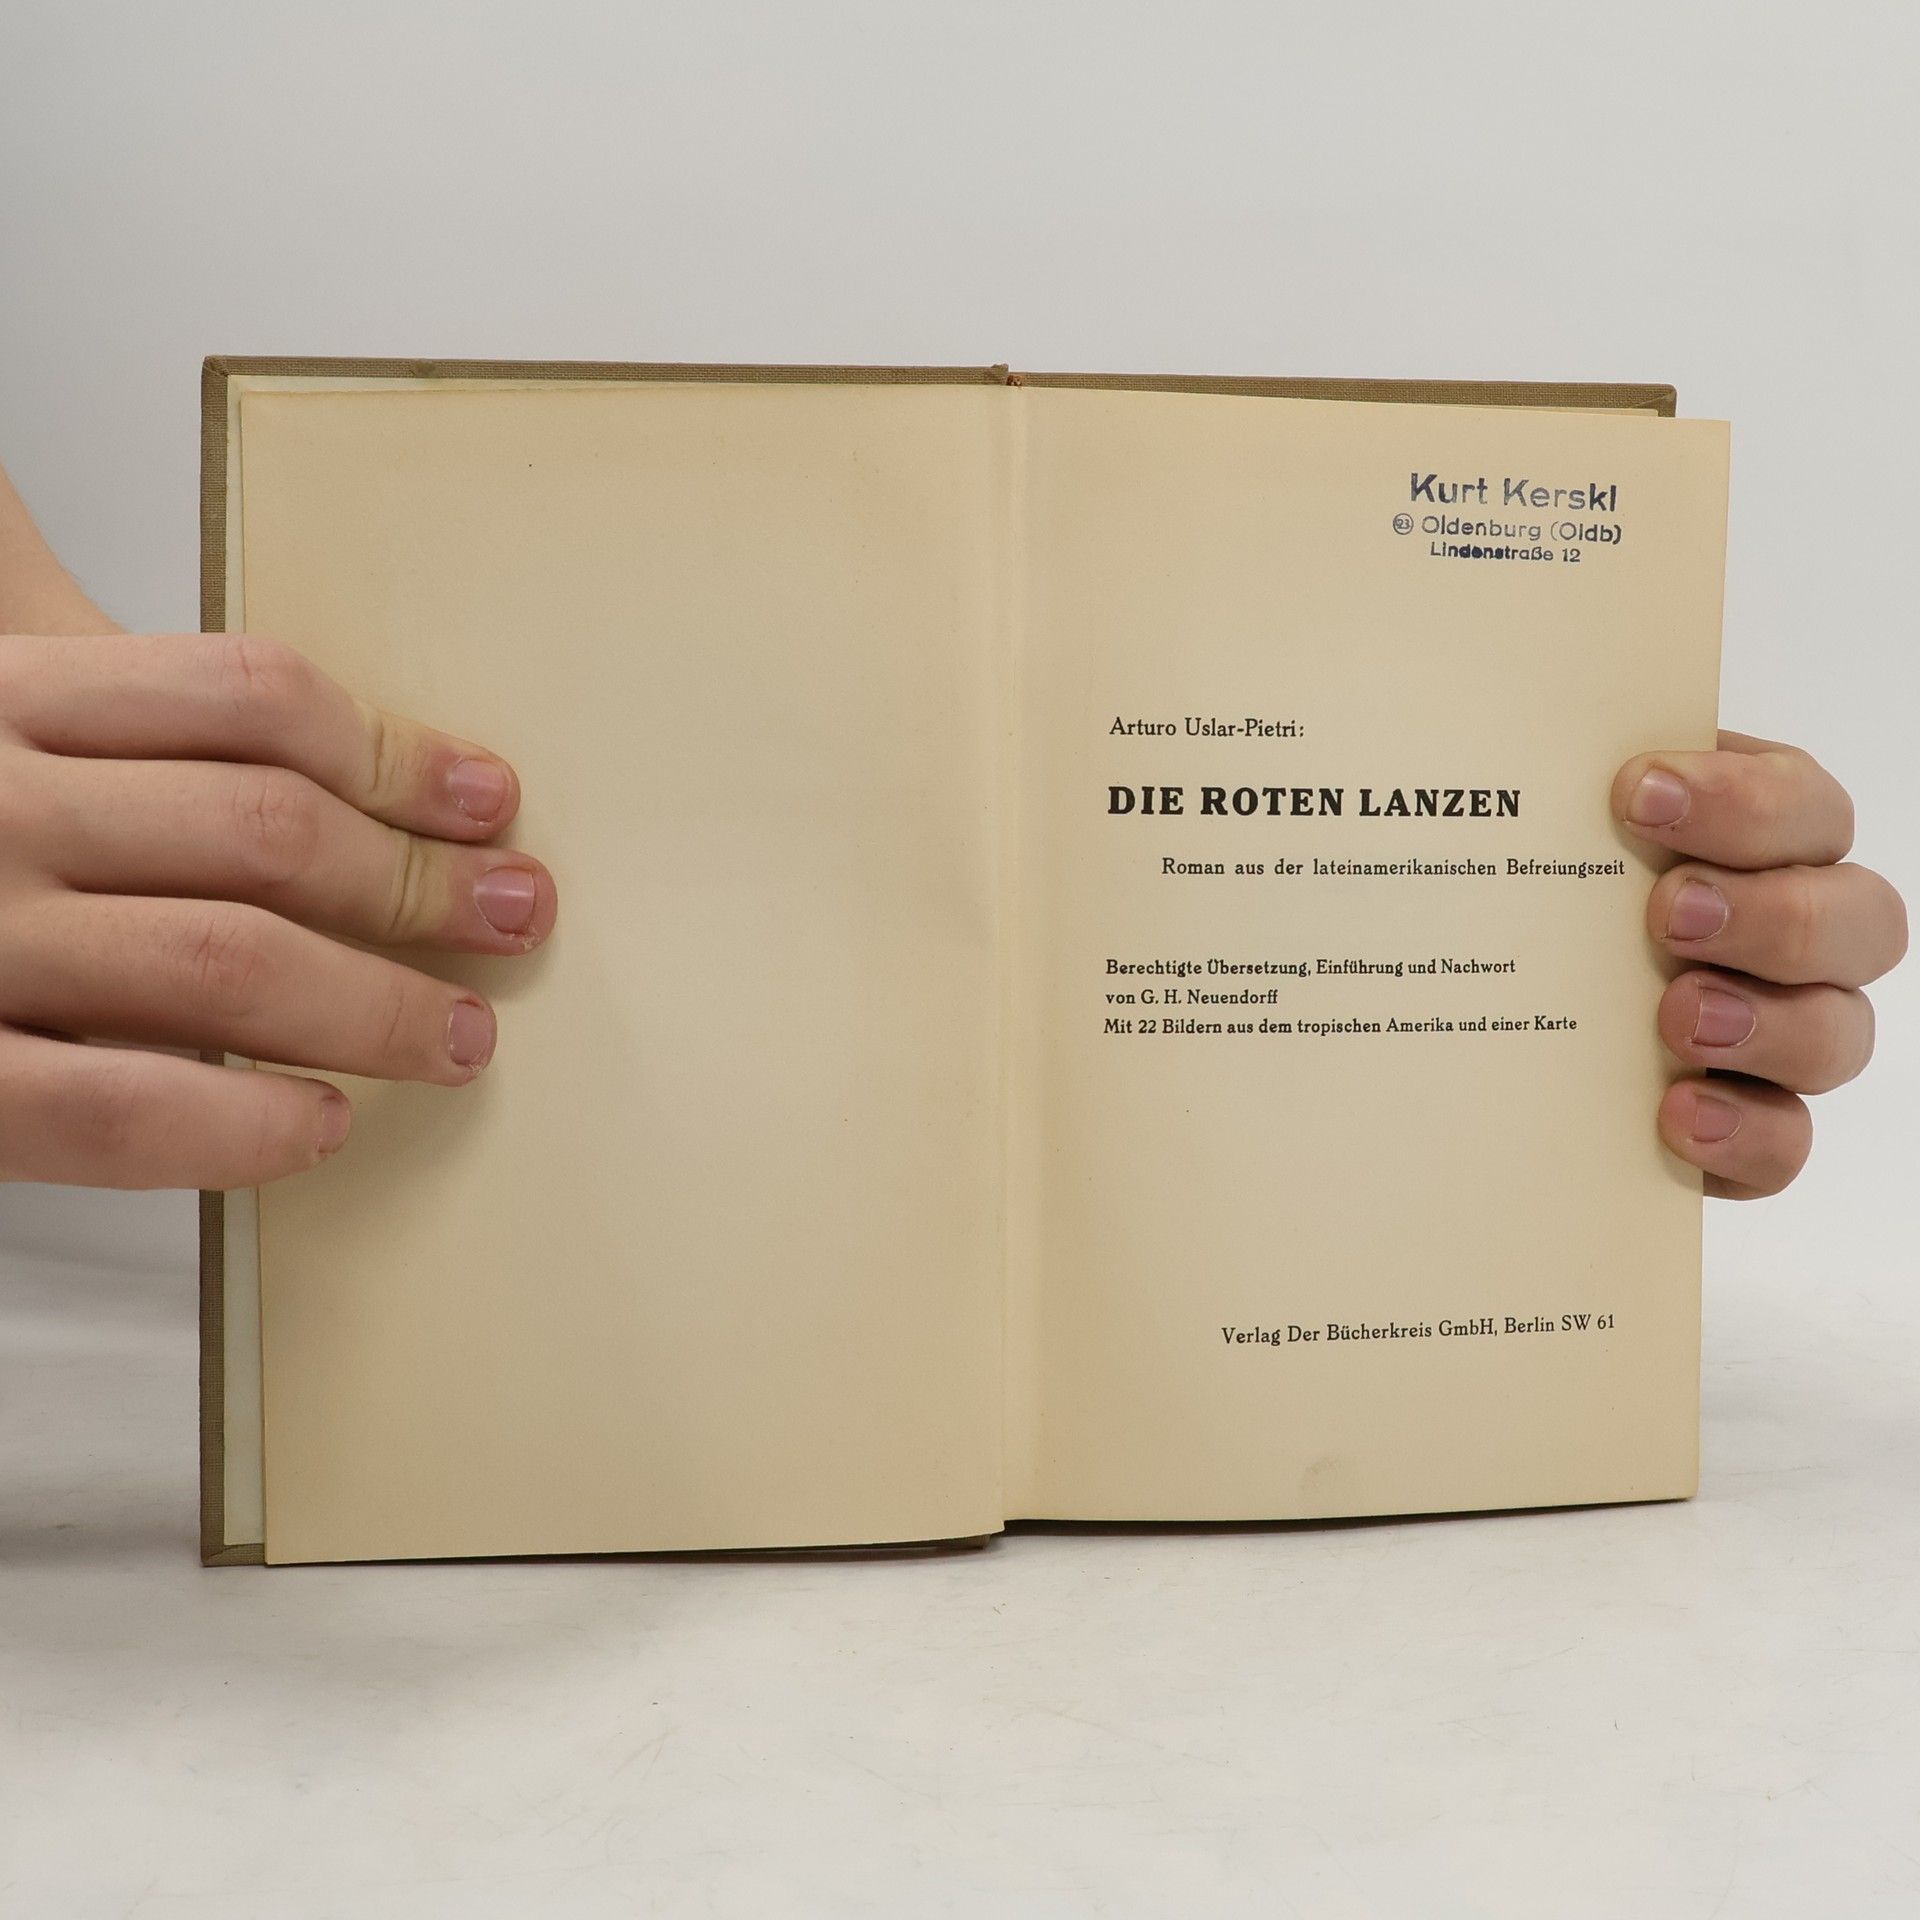 Kurt Kerski
23 Oldenburg (Oldb)
Lindenstraße 12
Arturo Uslar-Pietri:
DIE ROTEN LANZEN
Roman aus der lateinamerikanischen Befreiungszeit
Berechtigte Übersetzung, Einführung und Nachwort
von G. H. Neuendorff
Mit 22 Bildern aus dem tropischen Amerika und einer Karte
Verlag Der Bücherkreis GmbH, Berlin SW 61